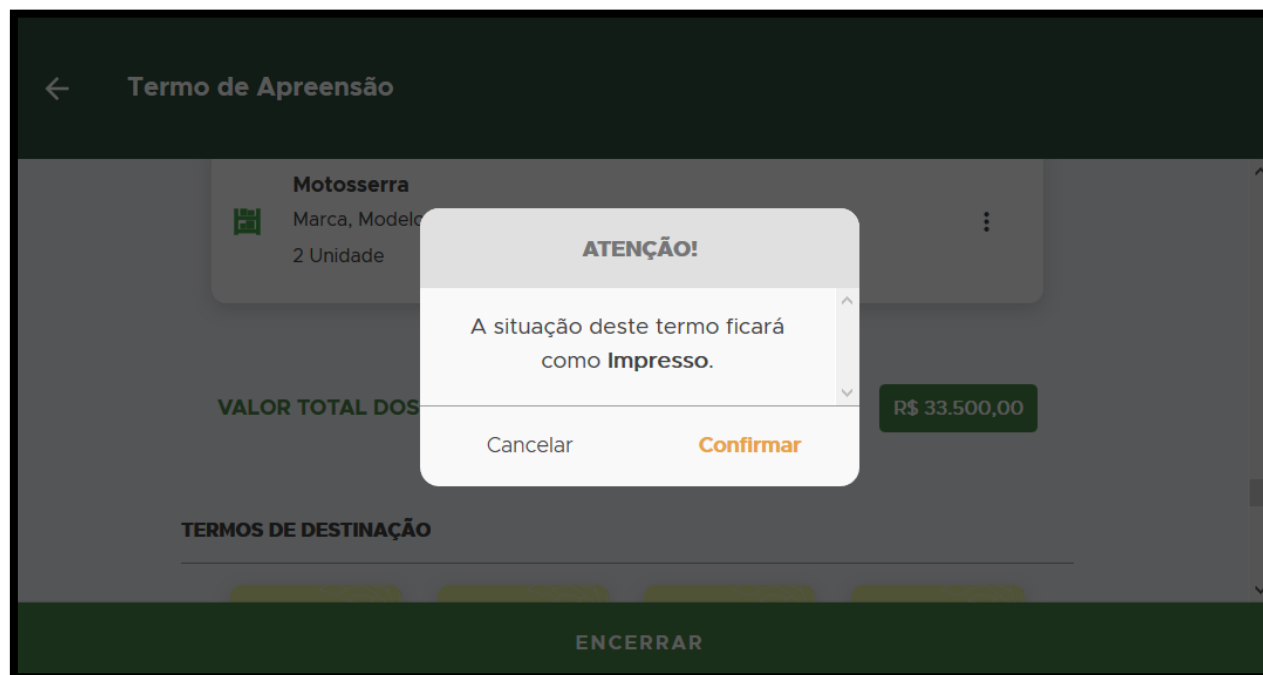 Termo de Apreensão
Motosserra
Marca, Modelo
2 Unidade
ATENÇÃO!
A situação deste termo ficará
como Impresso.
VALOR TOTAL DOS
R$ 33.500,00
Cancelar
Confirmar
TERMOS DE DESTINAÇÃO
ENCERRAR